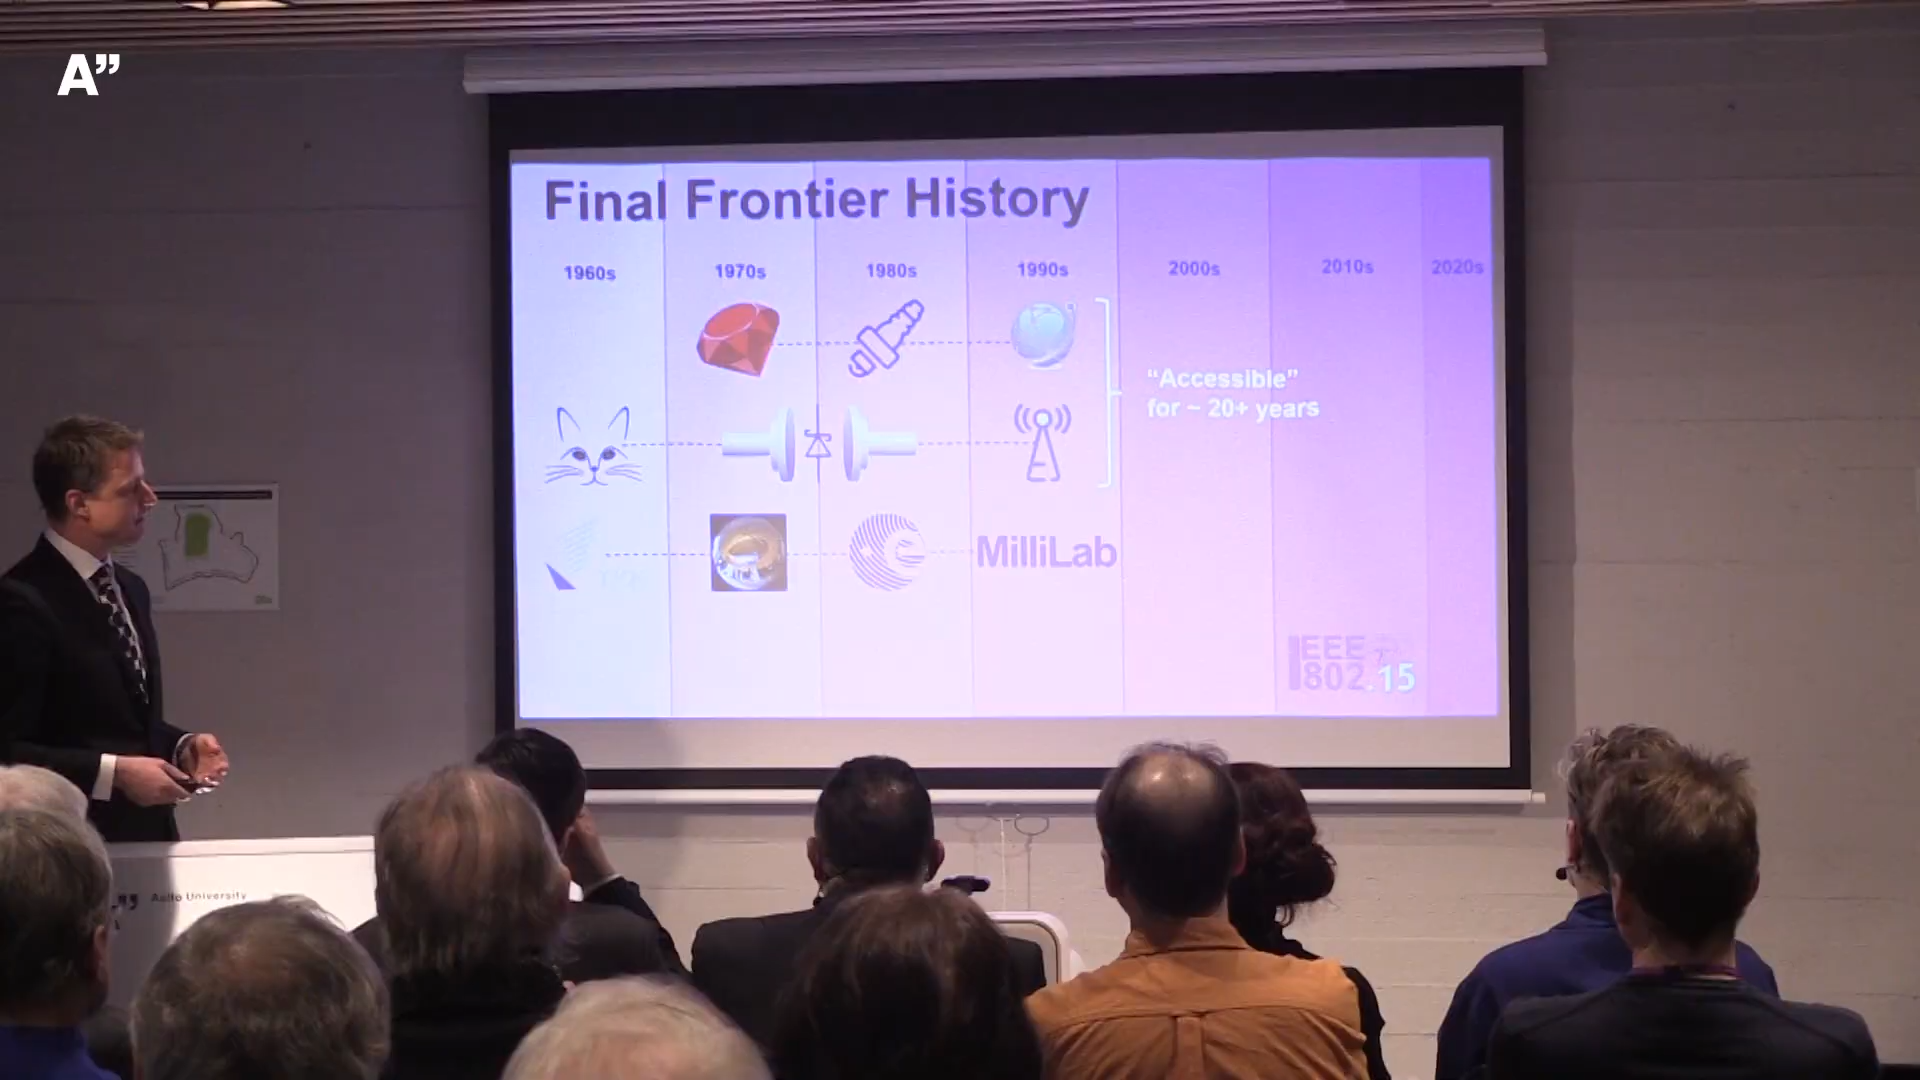 A”
Final Frontier History
1960s 1970s 1980s 1990s 2000s 2010s 2020s
“Accessible”
for ~ 20+ years
MilliLab
IEEE
802.15
Aalto University